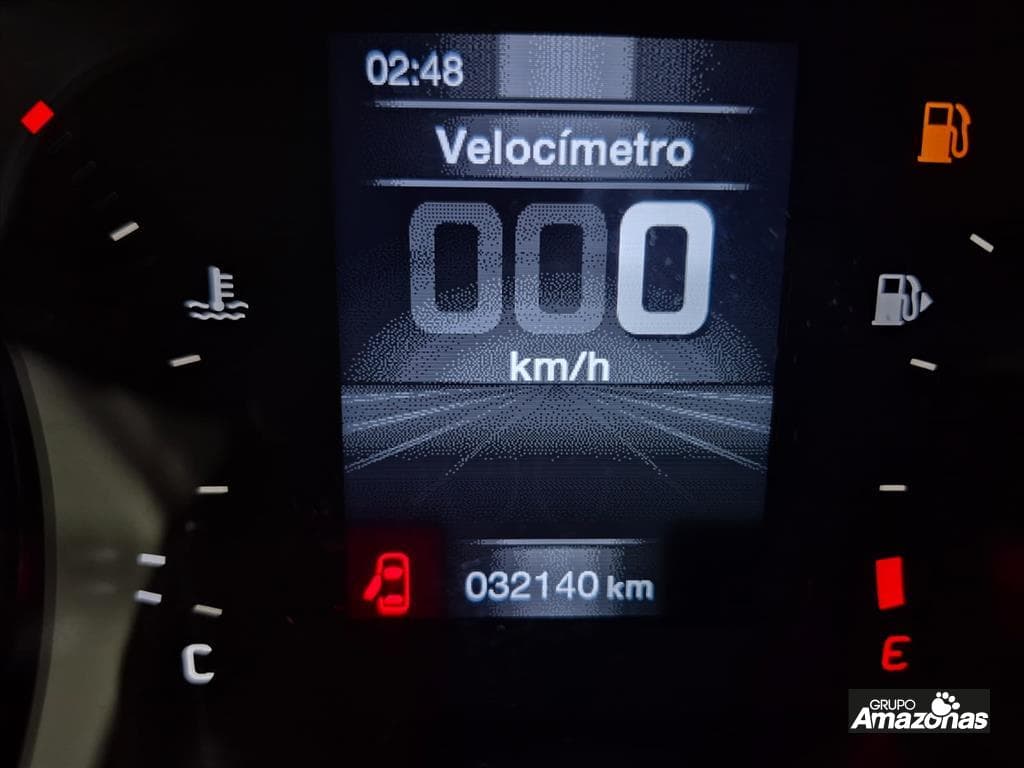 02:48
Velocímetro
000
km/h
032140 km
C
E
GRUPO
Amazonas